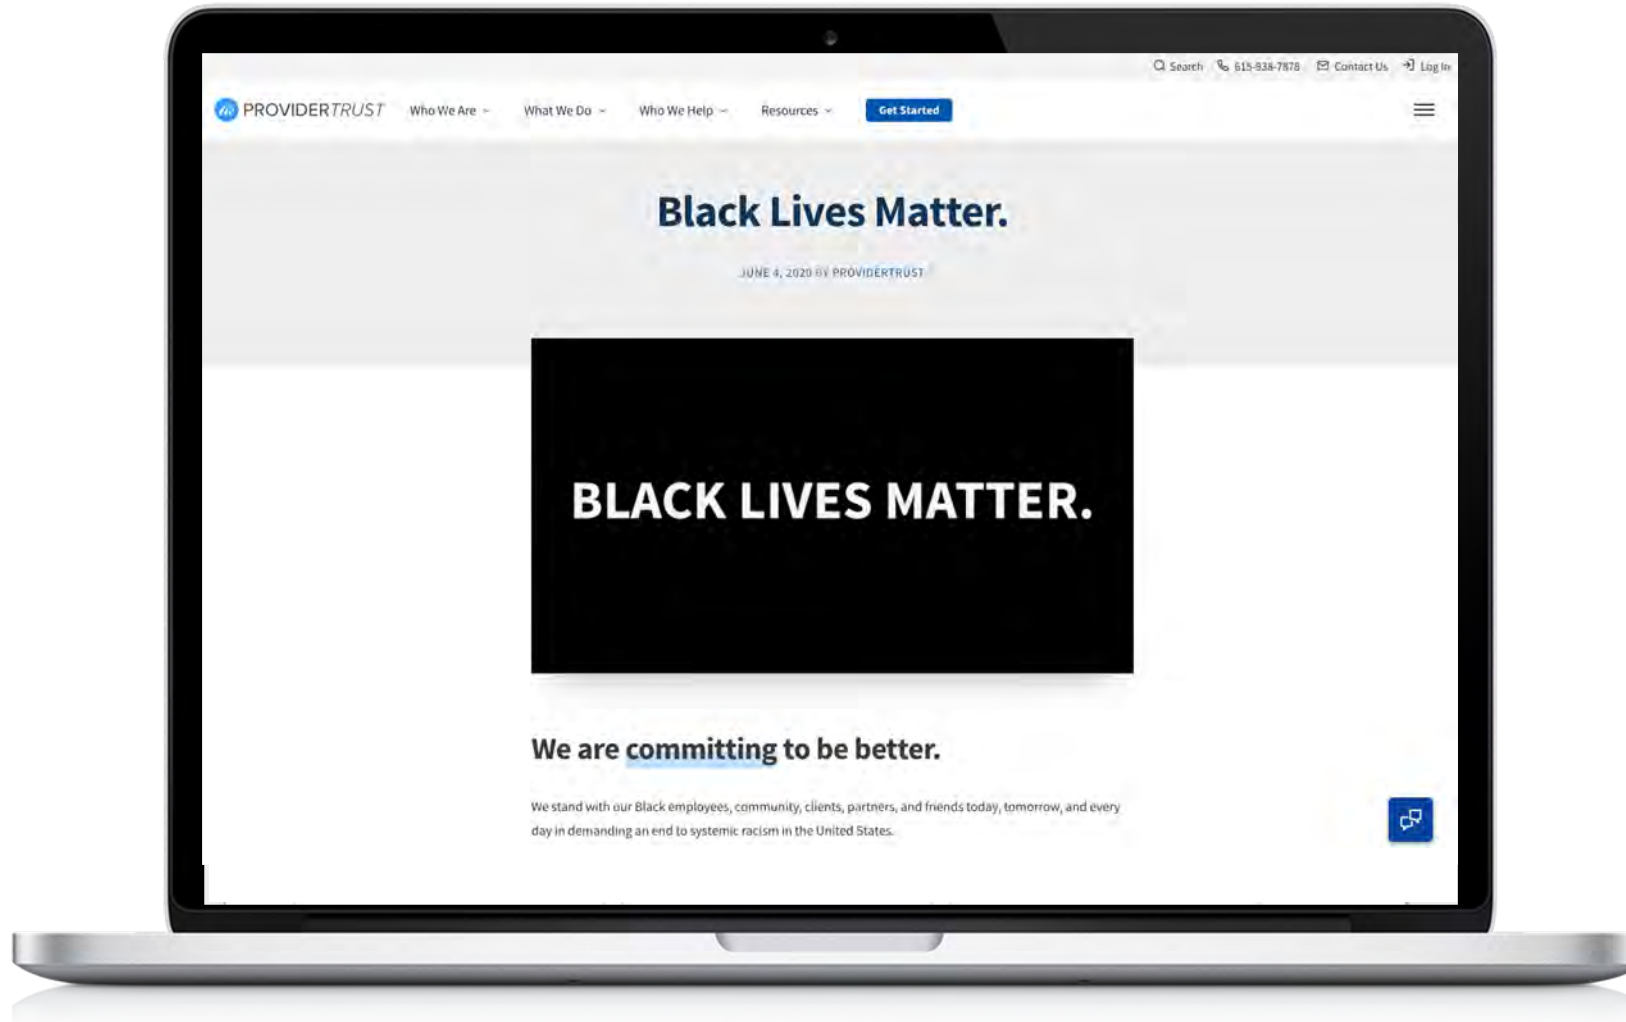 Search 615-938-7878 Contact Us Log In
PROVIDERTRUST Who We Are What We Do Who We Help Resources Get Started
Black Lives Matter.
JUNE 4, 2020 BY PROVIDERTRUST
BLACK LIVES MATTER.
We are committing to be better.
We stand with our Black employees, community, clients, partners, and friends today, tomorrow, and every
day in demanding an end to systemic racism in the United States.